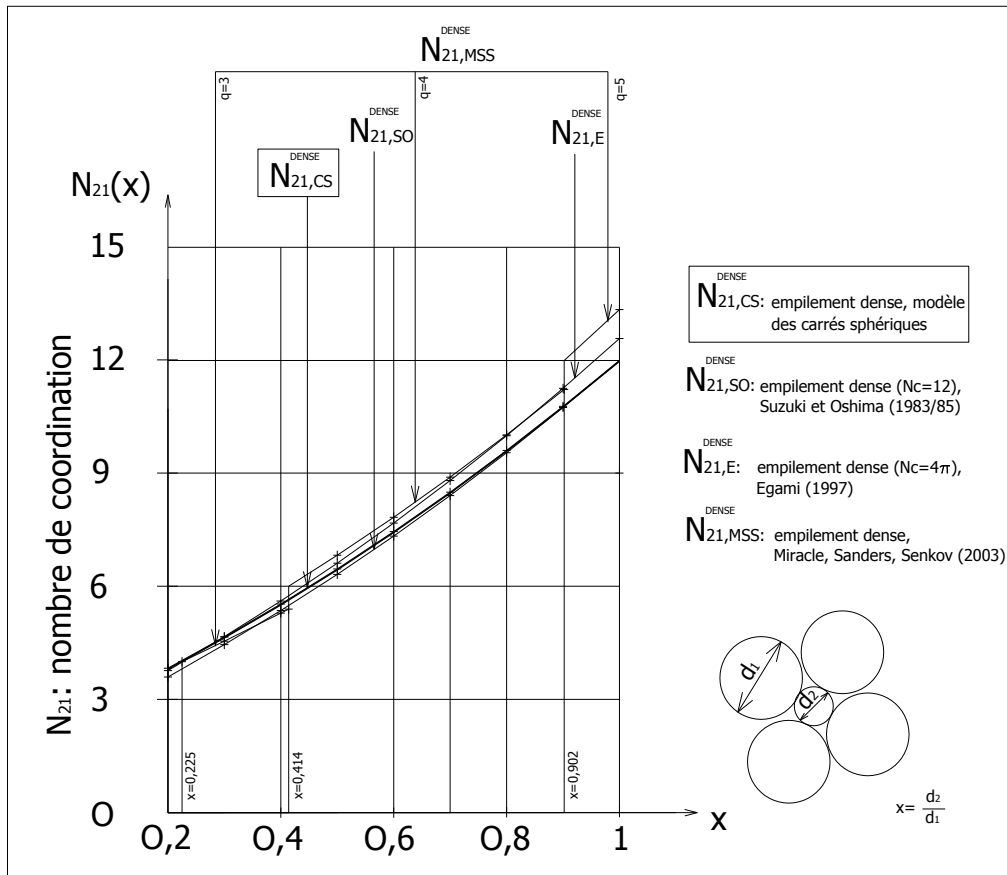 DENSE
N21,MSS
q=3
q=4
q=5
DENSE
N21,SO
DENSE
N21,E
DENSE
N21,CS
N21(x)
15
12
9
6
3
O
N21: nombre de coordination
x=0,225
x=0,414
x=0,902
O,2
O,4
O,6
O,8
1
x
DENSE
N21,CS: empilement dense, modèle
des carrés sphériques
DENSE
N21,SO: empilement dense (Nc=12),
Suzuki et Oshima (1983/85)
DENSE
N21,E: empilement dense (Nc=4π),
Egami (1997)
DENSE
N21,MSS: empilement dense,
Miracle, Sanders, Senkov (2003)
d1
d2
x= d2
d1